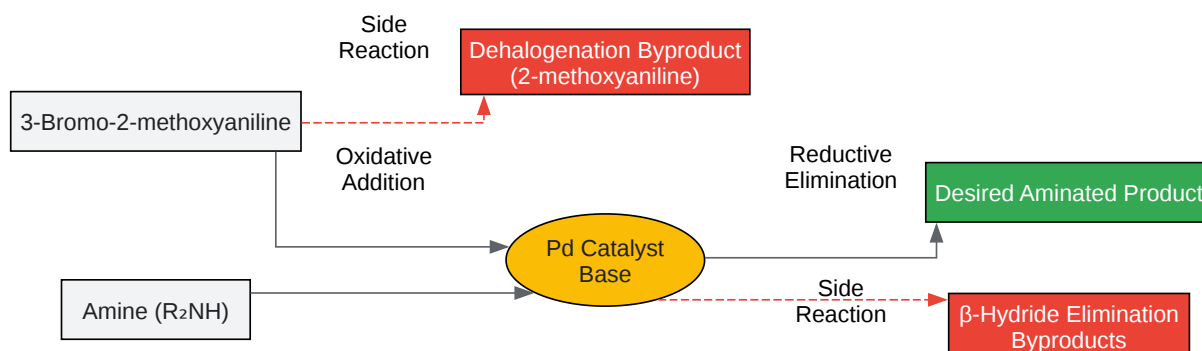 Side
Reaction
Dehalogenation Byproduct
(2-methoxyaniline)
3-Bromo-2-methoxyaniline
Oxidative
Addition
Reductive
Elimination
Desired Aminated Product
Pd Catalyst
Base
Amine (R₂NH)
Side
Reaction
β-Hydride Elimination
Byproducts